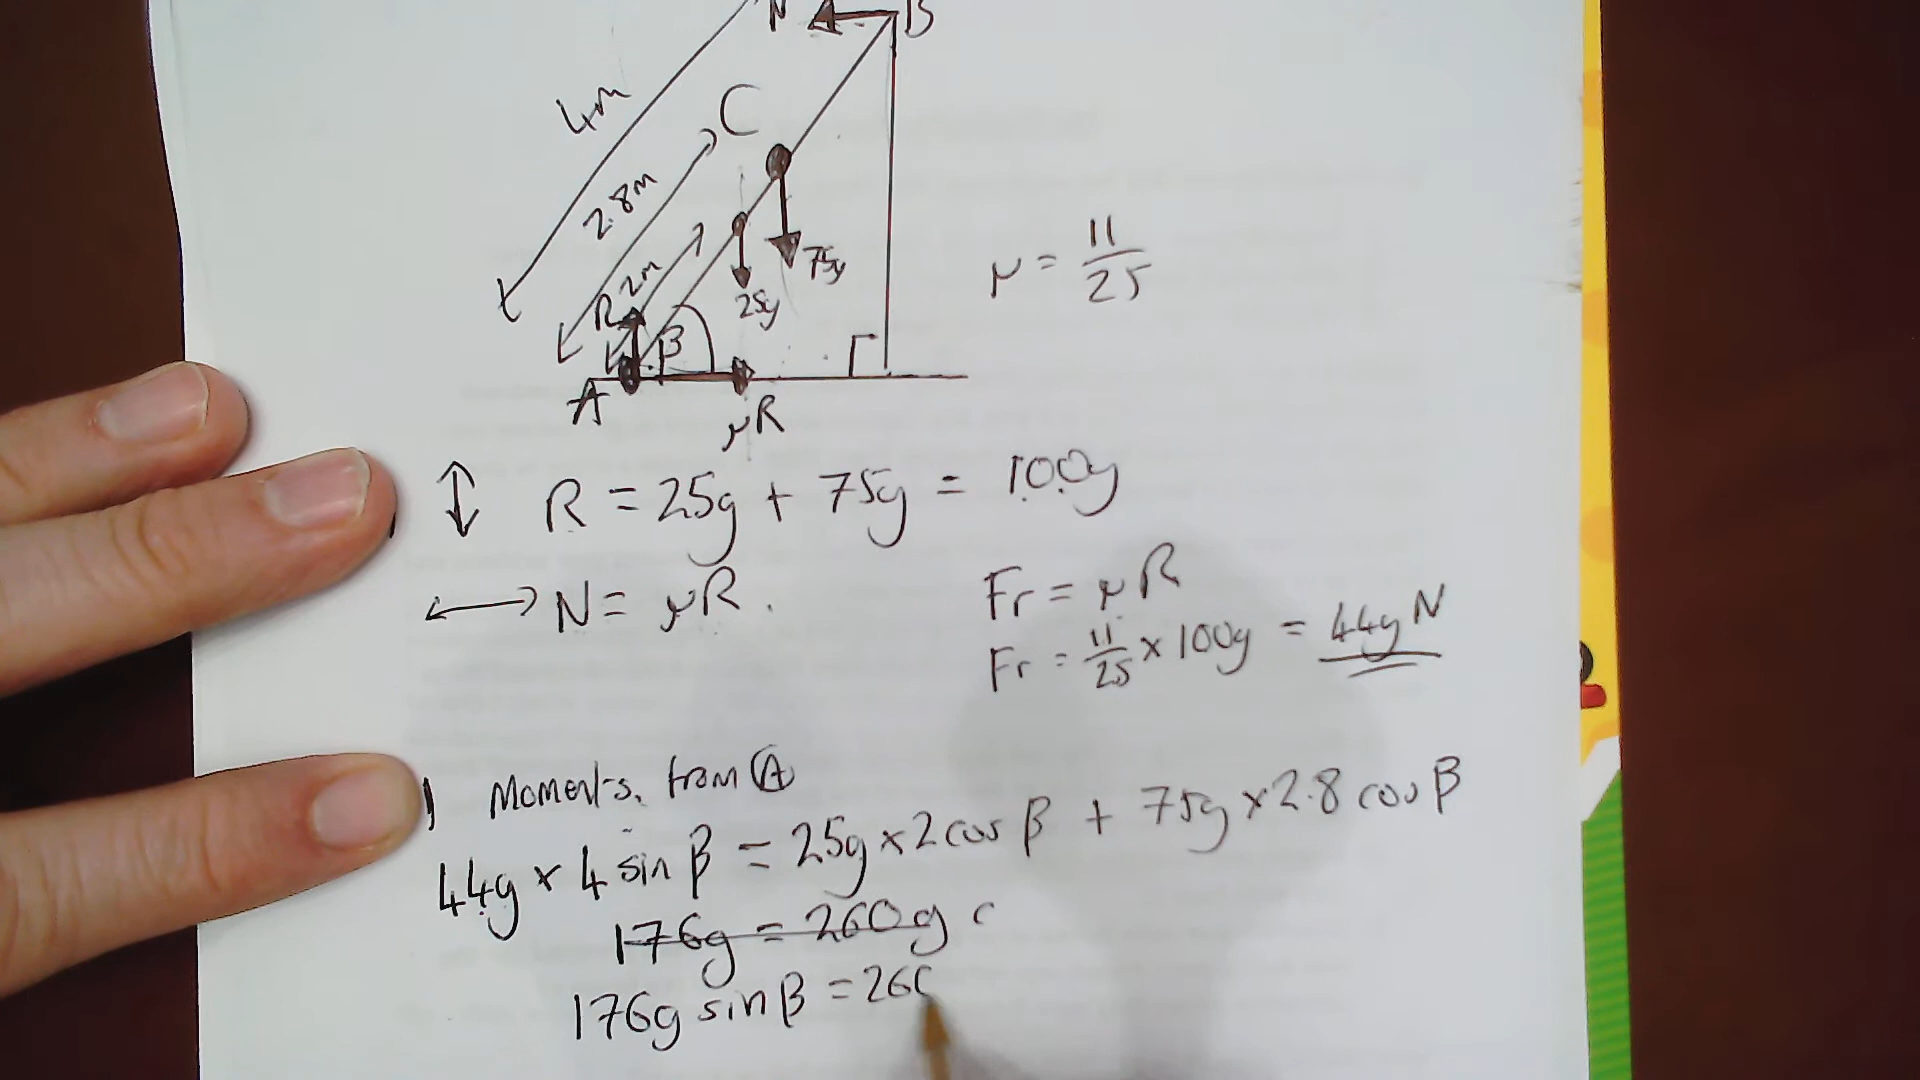 N B
4m
C
2.8m
75g
μ = 11/25
R 2m
25g
β
A
μR
↕ R = 25g + 75g = 100g
Fr = μR
↔ N = μR.
Fr = 11/25 × 100g = 44g N
Moments from A
44g × 4 sin β = 25g × 2 cos β + 75g × 2.8 cos β
176g = 260g c
176g sin β = 260